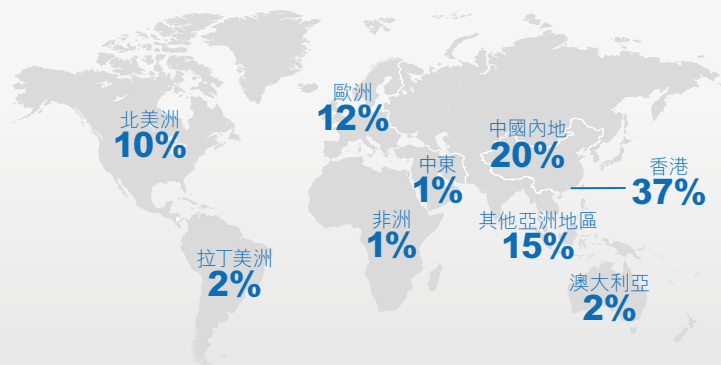 歐洲
12%
北美洲
10%
中國內地
20%
中東
1%
香港
37%
非洲
1%
其他亞洲地區
15%
拉丁美洲
2%
澳大利亞
2%